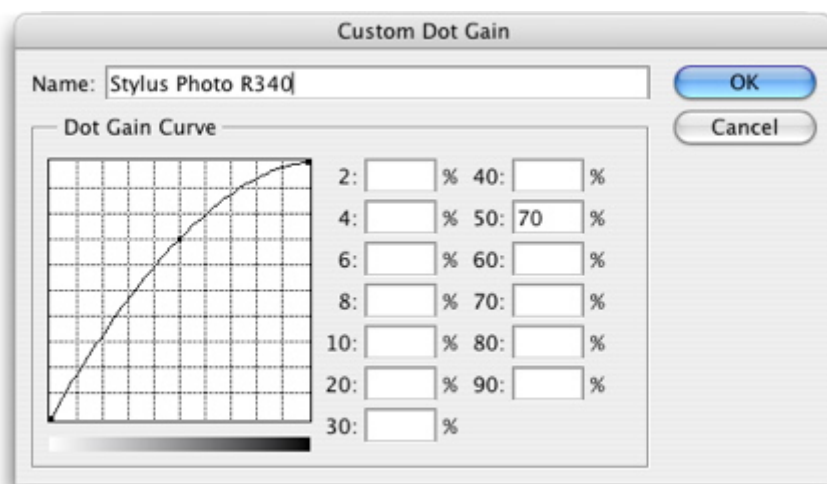 Custom Dot Gain
Name: Stylus Photo R340
OK
Cancel
Dot Gain Curve
2: % 40: %
4: % 50: 70 %
6: % 60: %
8: % 70: %
10: % 80: %
20: % 90: %
30: %